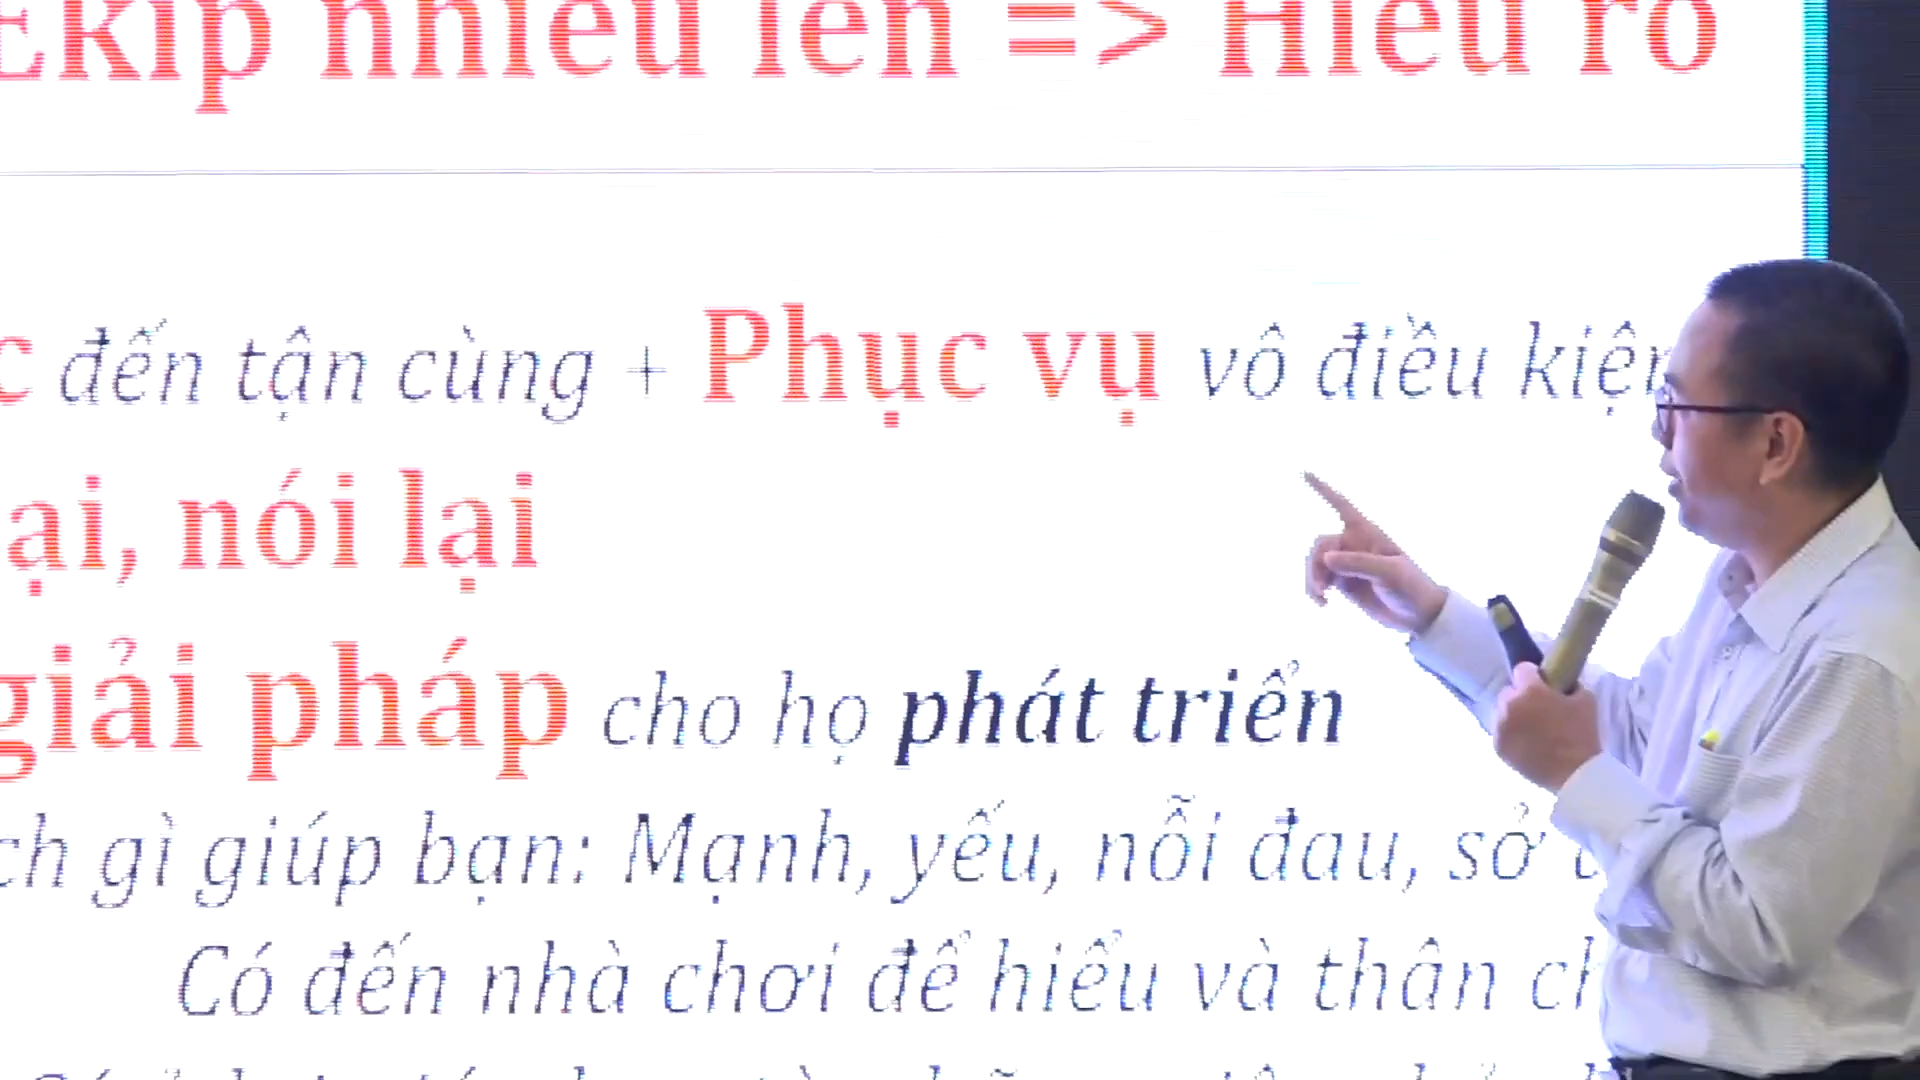 Ekip nhiều lên => Hiểu rõ
đến tận cùng + Phục vụ vô điều kiện
ại, nói lại
giải pháp cho họ phát triển
ch gì giúp bạn: Mạnh, yếu, nỗi đau, sở
Có đến nhà chơi để hiểu và thân